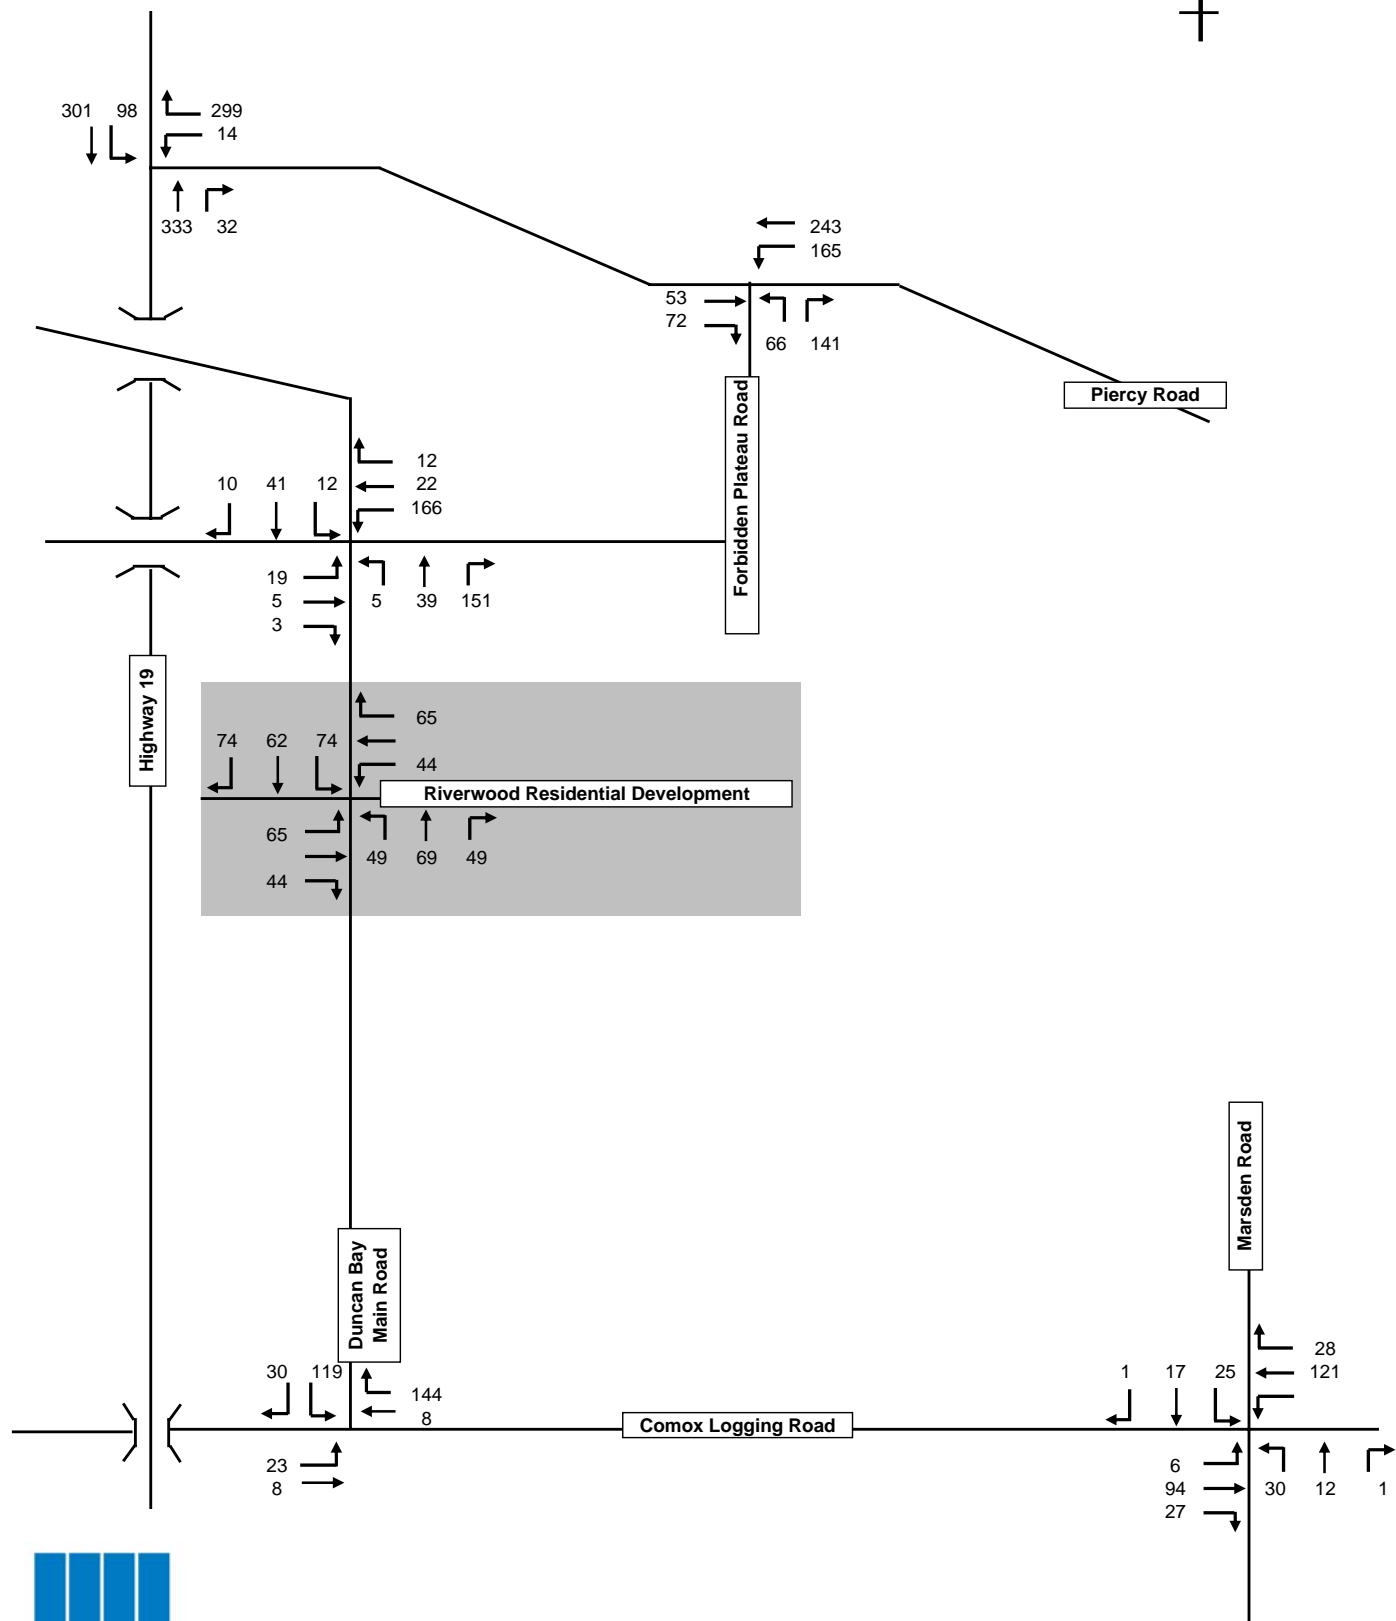 301 98 299
14
333 32
243
165
53
72
66 141
Piercy Road
Forbidden Plateau Road
12
10 41 12 22
166
19
5 5 39 151
3
Highway 19
65
74 62 74
44
Riverwood Residential Development
65
49 69 49
44
Marsden Road
Duncan Bay
Main Road
28
30 119 1 17 25 121
144
8
Comox Logging Road
23 6
8 94 30 12 1
27